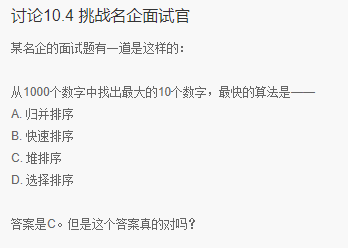 讨论10.4 挑战名企面试官
某名企的面试题有一道是这样的：
从1000个数字中找出最大的10个数字，最快的算法是——
A. 归并排序
B. 快速排序
C. 堆排序
D. 选择排序
答案是C。但是这个答案真的对吗？